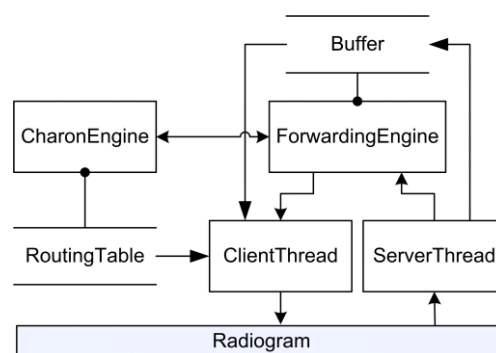 Buffer
CharonEngine
ForwardingEngine
RoutingTable
ClientThread
ServerThread
Radiogram